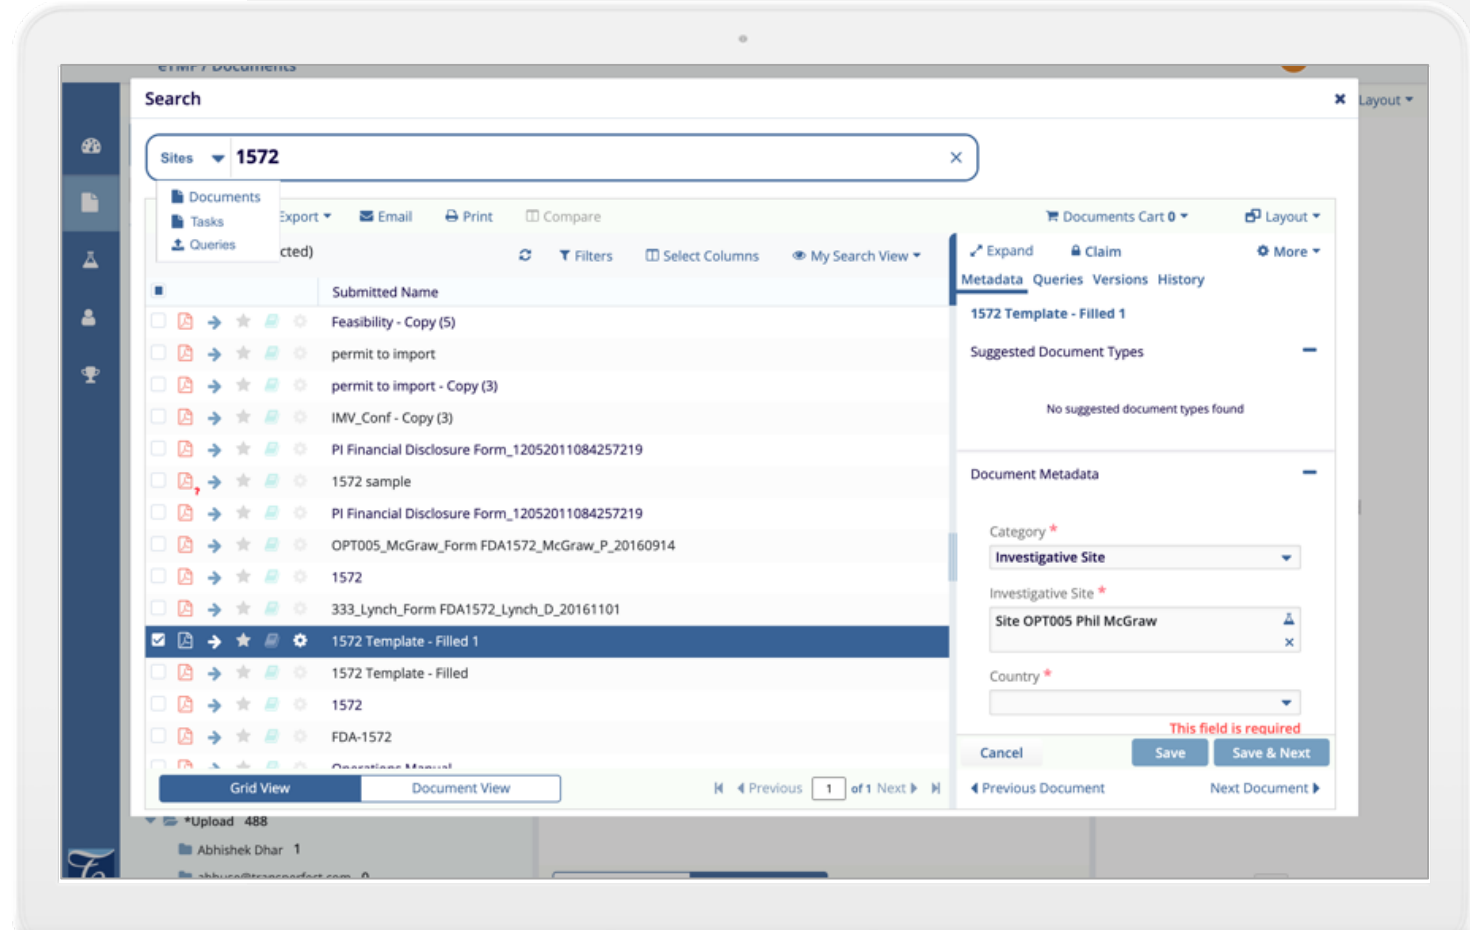 eTMF / Documents
Search
Layout
Sites 1572
Documents
Tasks
Queries
Export Email Print Compare
Documents Cart 0 Layout
cted)
Filters Select Columns My Search View
Expand Claim More
Metadata Queries Versions History
Submitted Name
Feasibility - Copy (5)
permit to import
permit to import - Copy (3)
IMV_Conf - Copy (3)
PI Financial Disclosure Form_12052011084257219
1572 sample
PI Financial Disclosure Form_12052011084257219
OPT005_McGraw_Form FDA1572_McGraw_P_20160914
1572
333_Lynch_Form FDA1572_Lynch_D_20161101
1572 Template - Filled 1
1572 Template - Filled
1572
FDA-1572
Operations Manual
Grid View Document View
Previous 1 of 1 Next
1572 Template - Filled 1
Suggested Document Types
No suggested document types found
Document Metadata
Category *
Investigative Site
Investigative Site *
Site OPT005 Phil McGraw
Country *
This field is required
Cancel Save Save & Next
Previous Document Next Document
*Upload 488
Abhishek Dhar 1
abhuse@transperfect.com 0